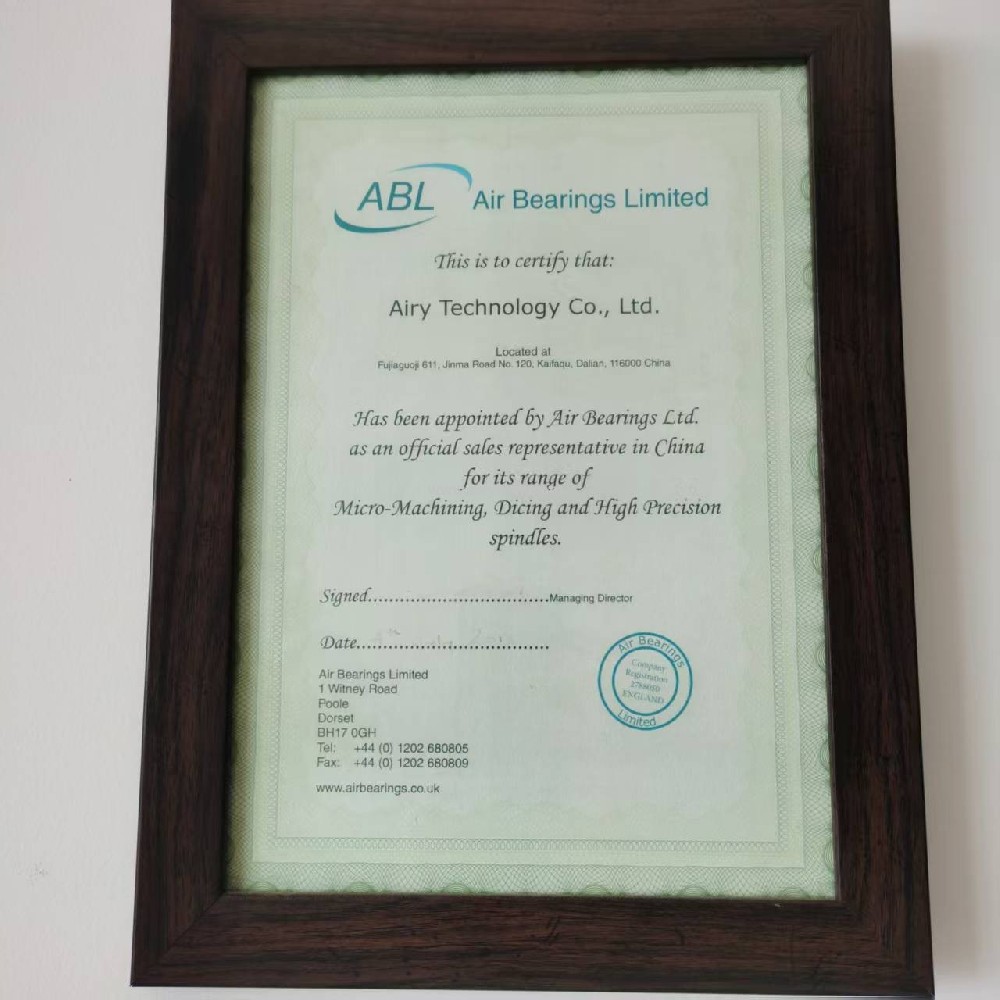 ABL Air Bearings Limited
This is to certify that:
Airy Technology Co., Ltd.
Located at
Fujiaguoji 611, Jinma Road No. 120, Kaifaqu, Dalian, 116000 China
Has been appointed by Air Bearings Ltd.
as an official sales representative in China
for its range of
Micro-Machining, Dicing and High Precision
spindles.
Signed..................................Managing Director
Date.....................................
Air Bearings Limited
1 Witney Road
Poole
Dorset
BH17 0GH
Tel: +44 (0) 1202 680805
Fax: +44 (0) 1202 680809
www.airbearings.co.uk
Air Bearings
Company
Registration
ENGLAND
Limited